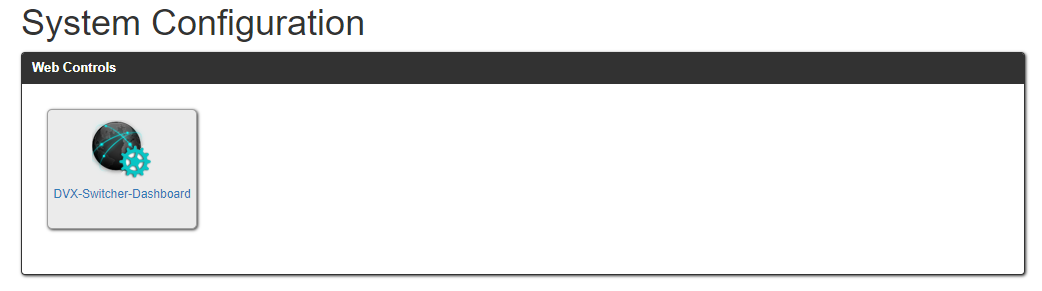 System Configuration
Web Controls
DVX-Switcher-Dashboard